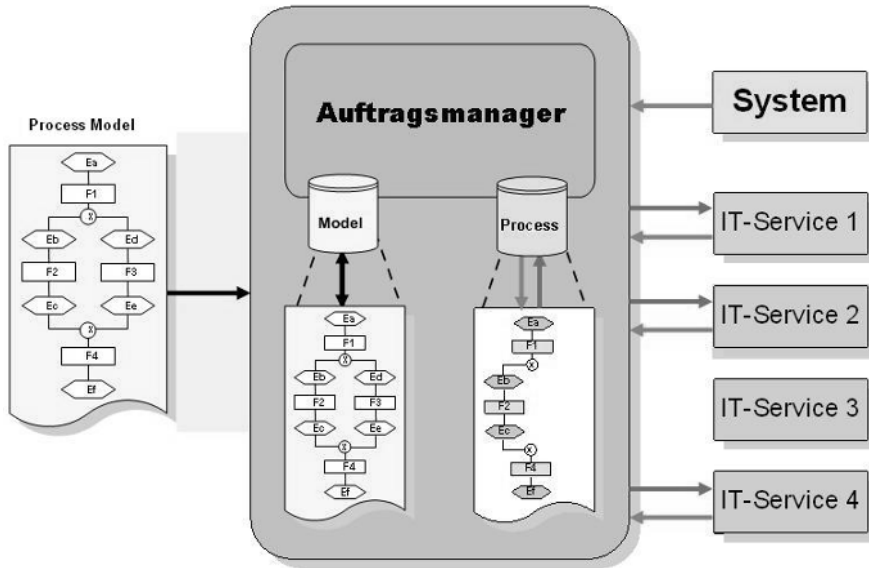 Auftragsmanager
System
Process Model
Ea
F1
X
Eb Ed
F2 F3
Ec Ee
X
F4
Ef
Model
Process
Ea
F1
X
Eb Ed
F2 F3
Ec Ee
X
F4
Ef
Ea
F1
X
Eb
F2
Ec
X
F4
Ef
IT-Service 1
IT-Service 2
IT-Service 3
IT-Service 4